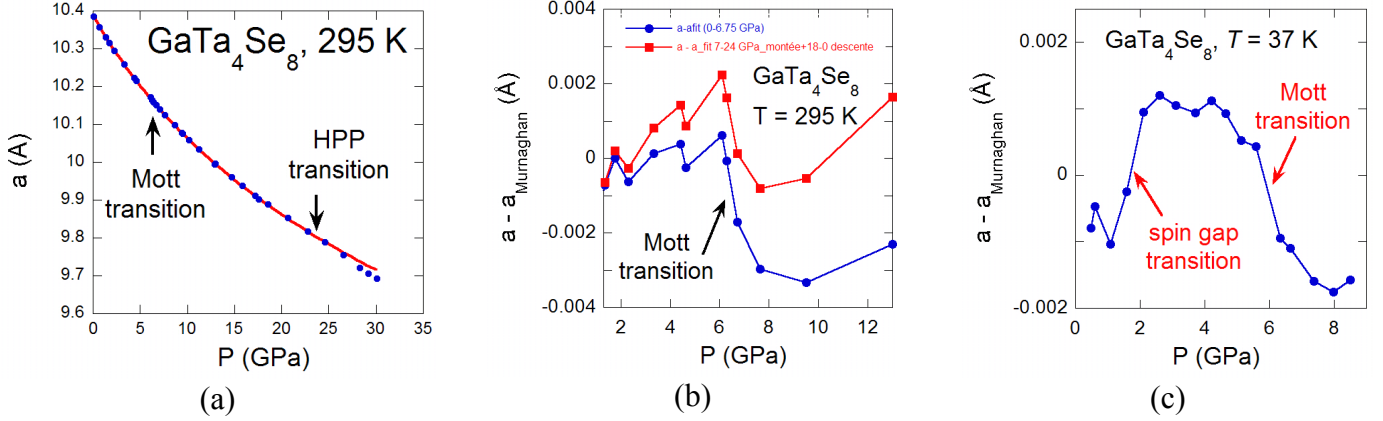 GaTa4Se8, 295 K
Mott
transition
HPP
transition
a (Å)
10.4
10.3
10.2
10.1
10
9.9
9.8
9.7
9.6
0 5 10 15 20 25 30 35
P (GPa)
(a)
a-afit (0-6.75 GPa)
a - a_fit 7-24 GPa_montée+18-0 descente
GaTa4Se8
T = 295 K
Mott
transition
a - aMurnaghan (Å)
0.004
0.002
0
-0.002
-0.004
2 4 6 8 10 12
P (GPa)
(b)
GaTa4Se8, T = 37 K
Mott
transition
spin gap
transition
a - aMurnaghan (Å)
0.002
0
-0.002
0 2 4 6 8
P (GPa)
(c)